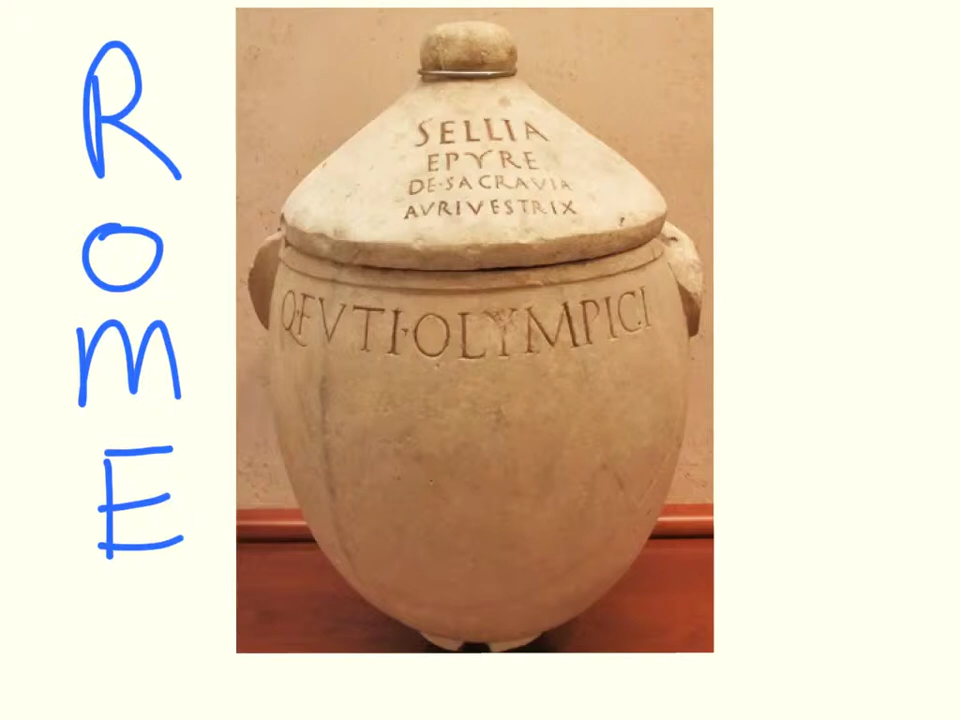 ROME
SELLIA
EPYRE
DE·SACRAVIA
AVRIVESTRIX
Q·FVTI·OLYMPICI